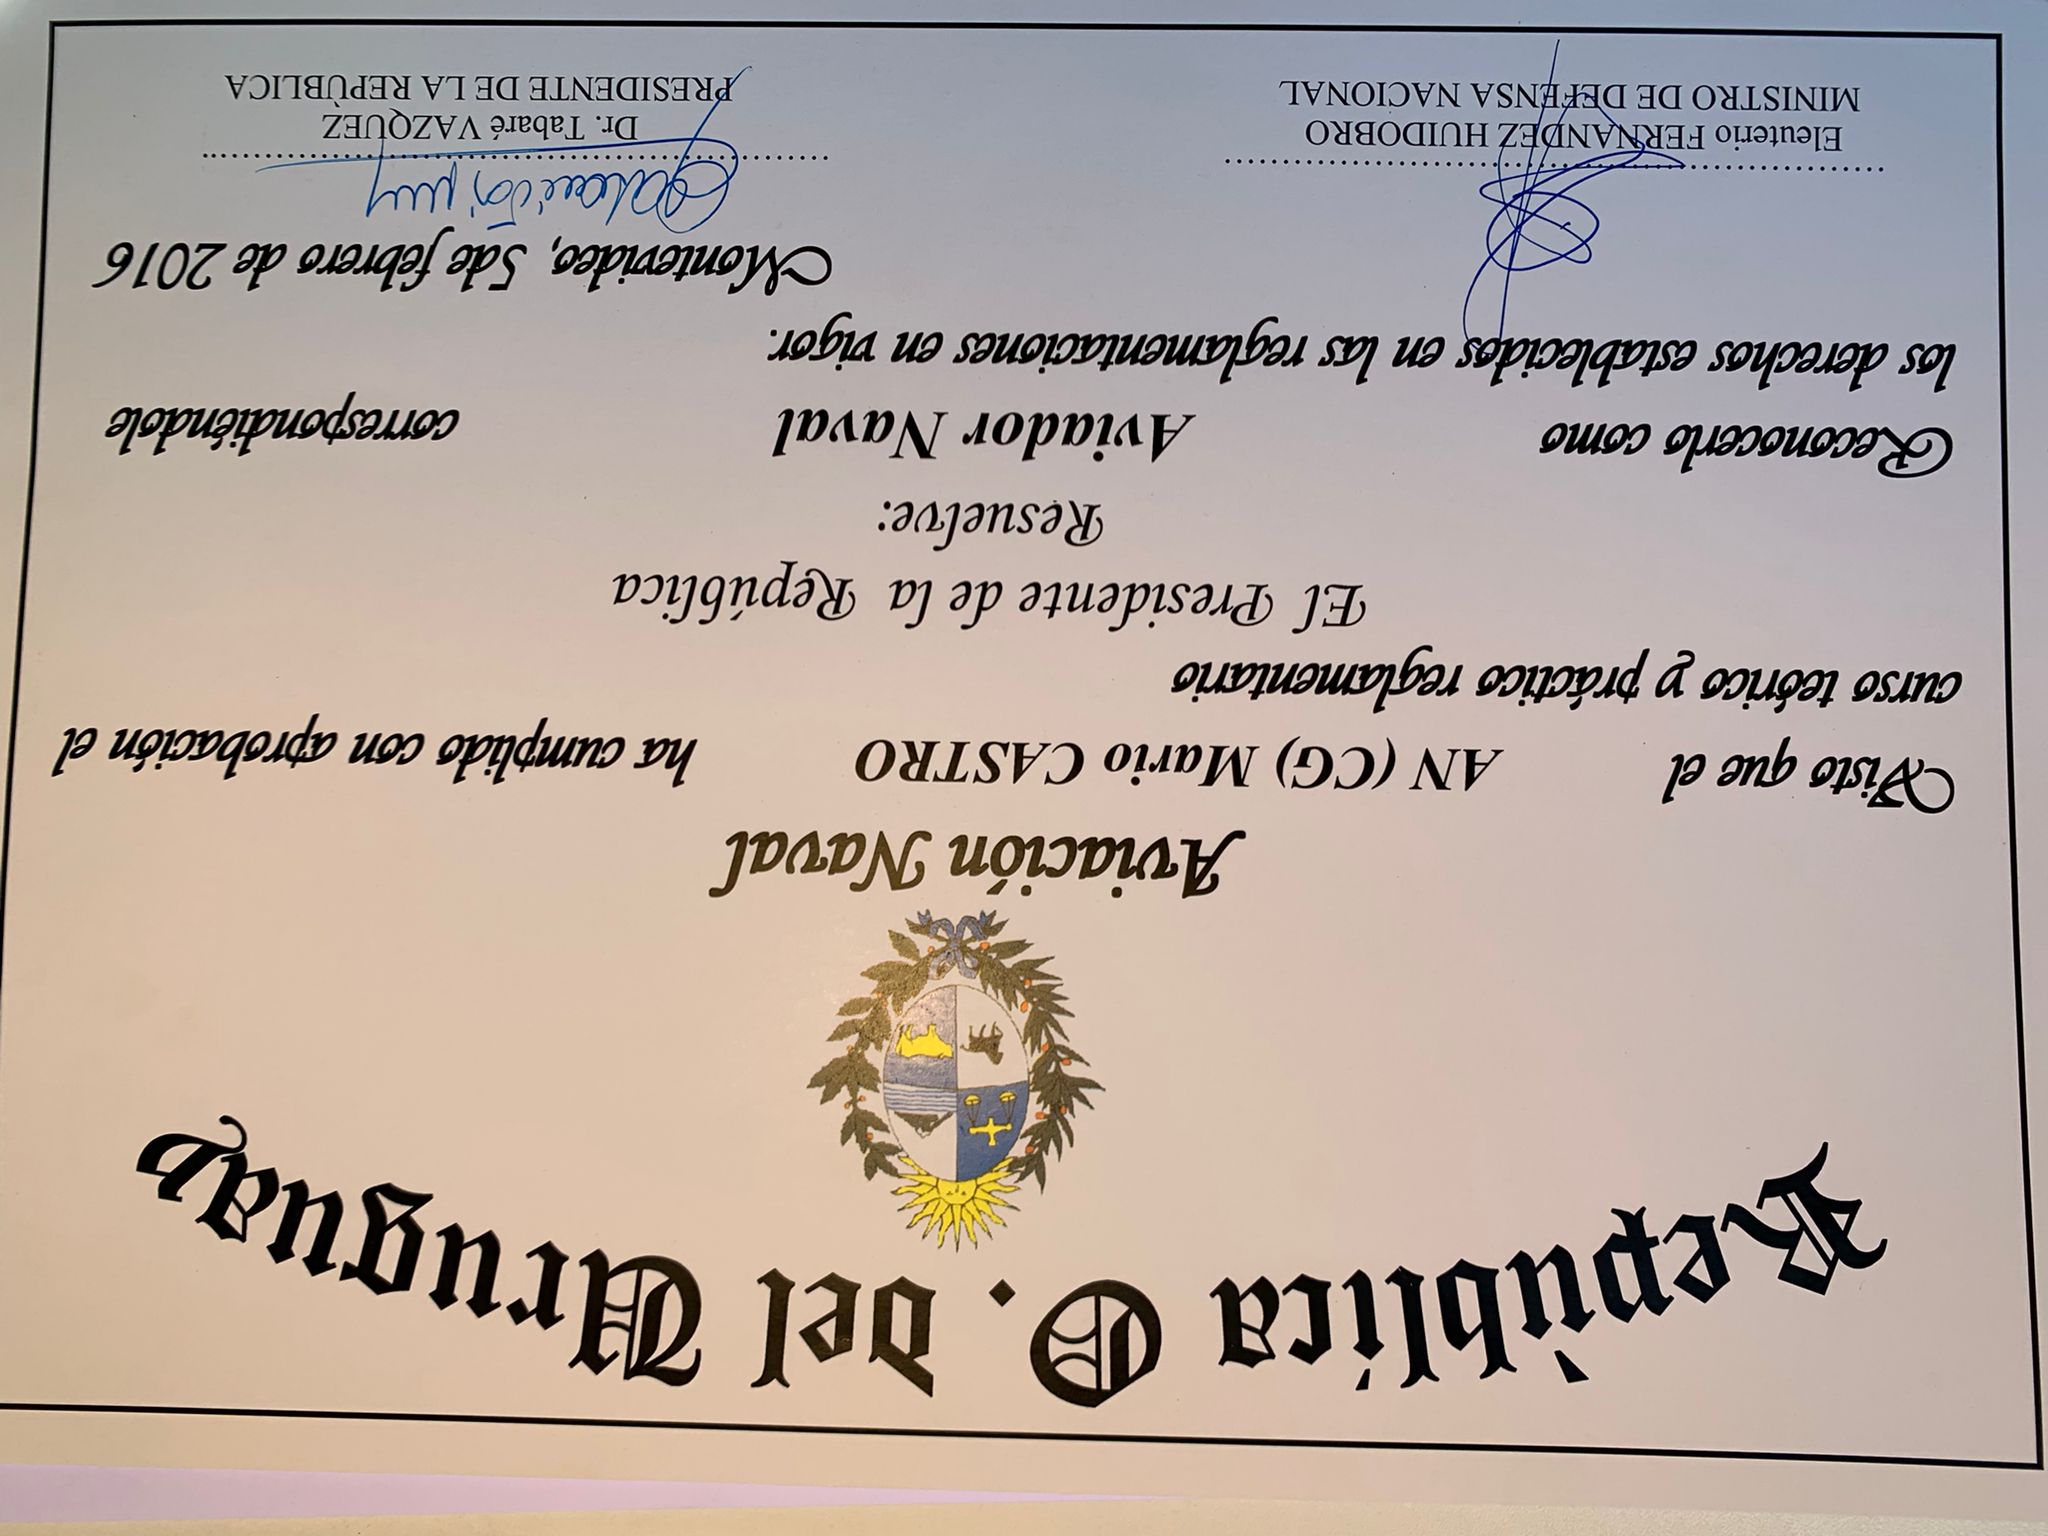 Repùblica O. del Uruguay
Aviación Naval
Visto que el AN (CG) Mario CASTRO ha cumplido con aprobación el
curso teórico y práctico reglamentario
El Presidente de la República
Resuelve:
Reconocerlo como Aviador Naval correspondiéndole
los derechos establecidos en las reglamentaciones en vigor.
Montevideo, 5de febrero de 2016
Eleuterio FERNANDEZ HUIDOBRO
MINISTRO DE DEFENSA NACIONAL
Dr. Tabaré VAZQUEZ
PRESIDENTE DE LA REPÙBLICA